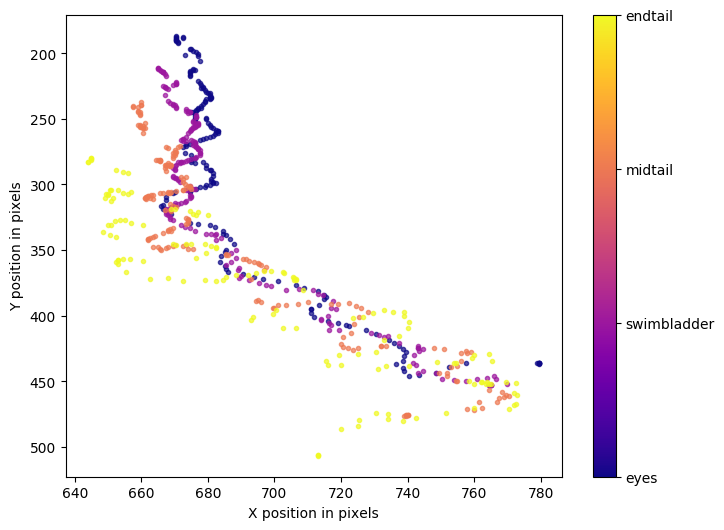 200
250
300
350
400
450
500
Y position in pixels
640 660 680 700 720 740 760 780
X position in pixels
endtail
midtail
swimbladder
eyes